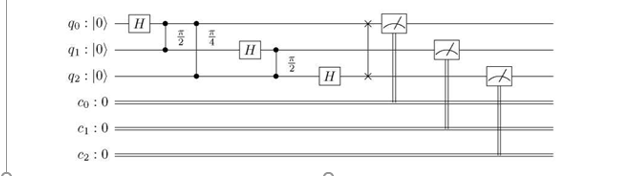 q₀ : |0⟩ H π/2 π/4
q₁ : |0⟩ H π/2
q₂ : |0⟩ H
c₀ : 0
c₁ : 0
c₂ : 0